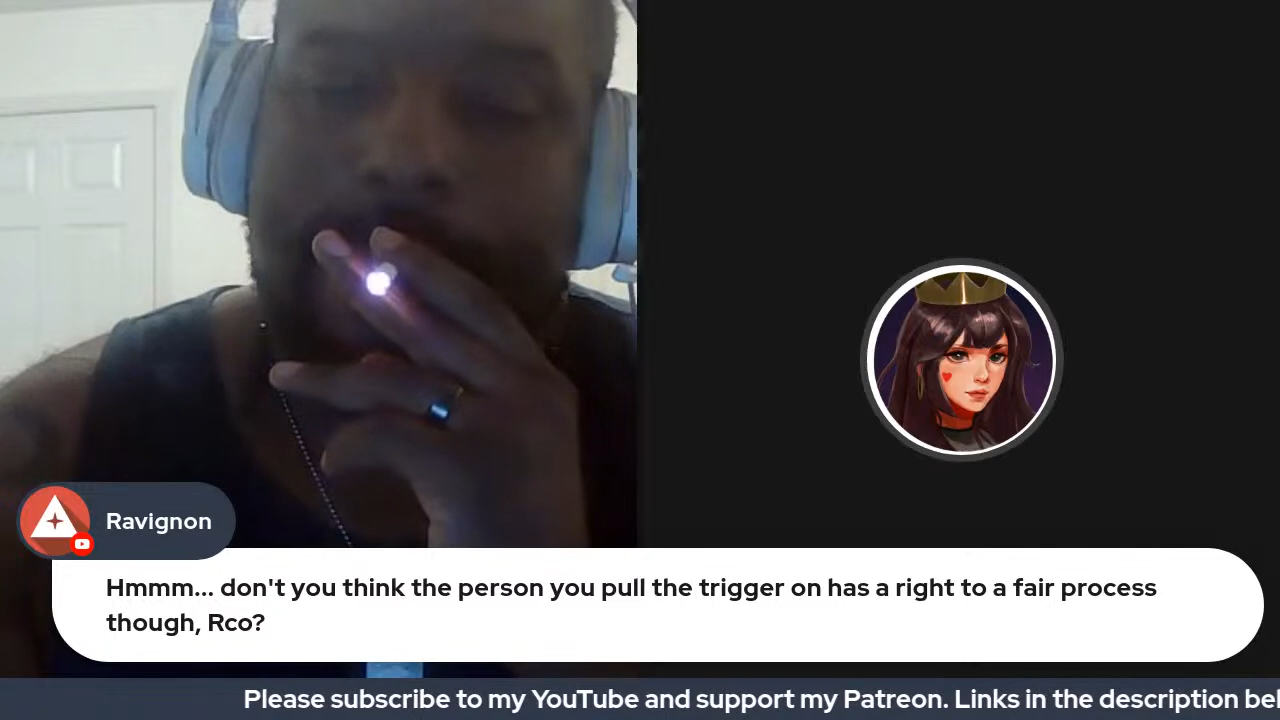 Ravignon
Hmmm... don't you think the person you pull the trigger on has a right to a fair process
though, Rco?
Please subscribe to my YouTube and support my Patreon. Links in the description